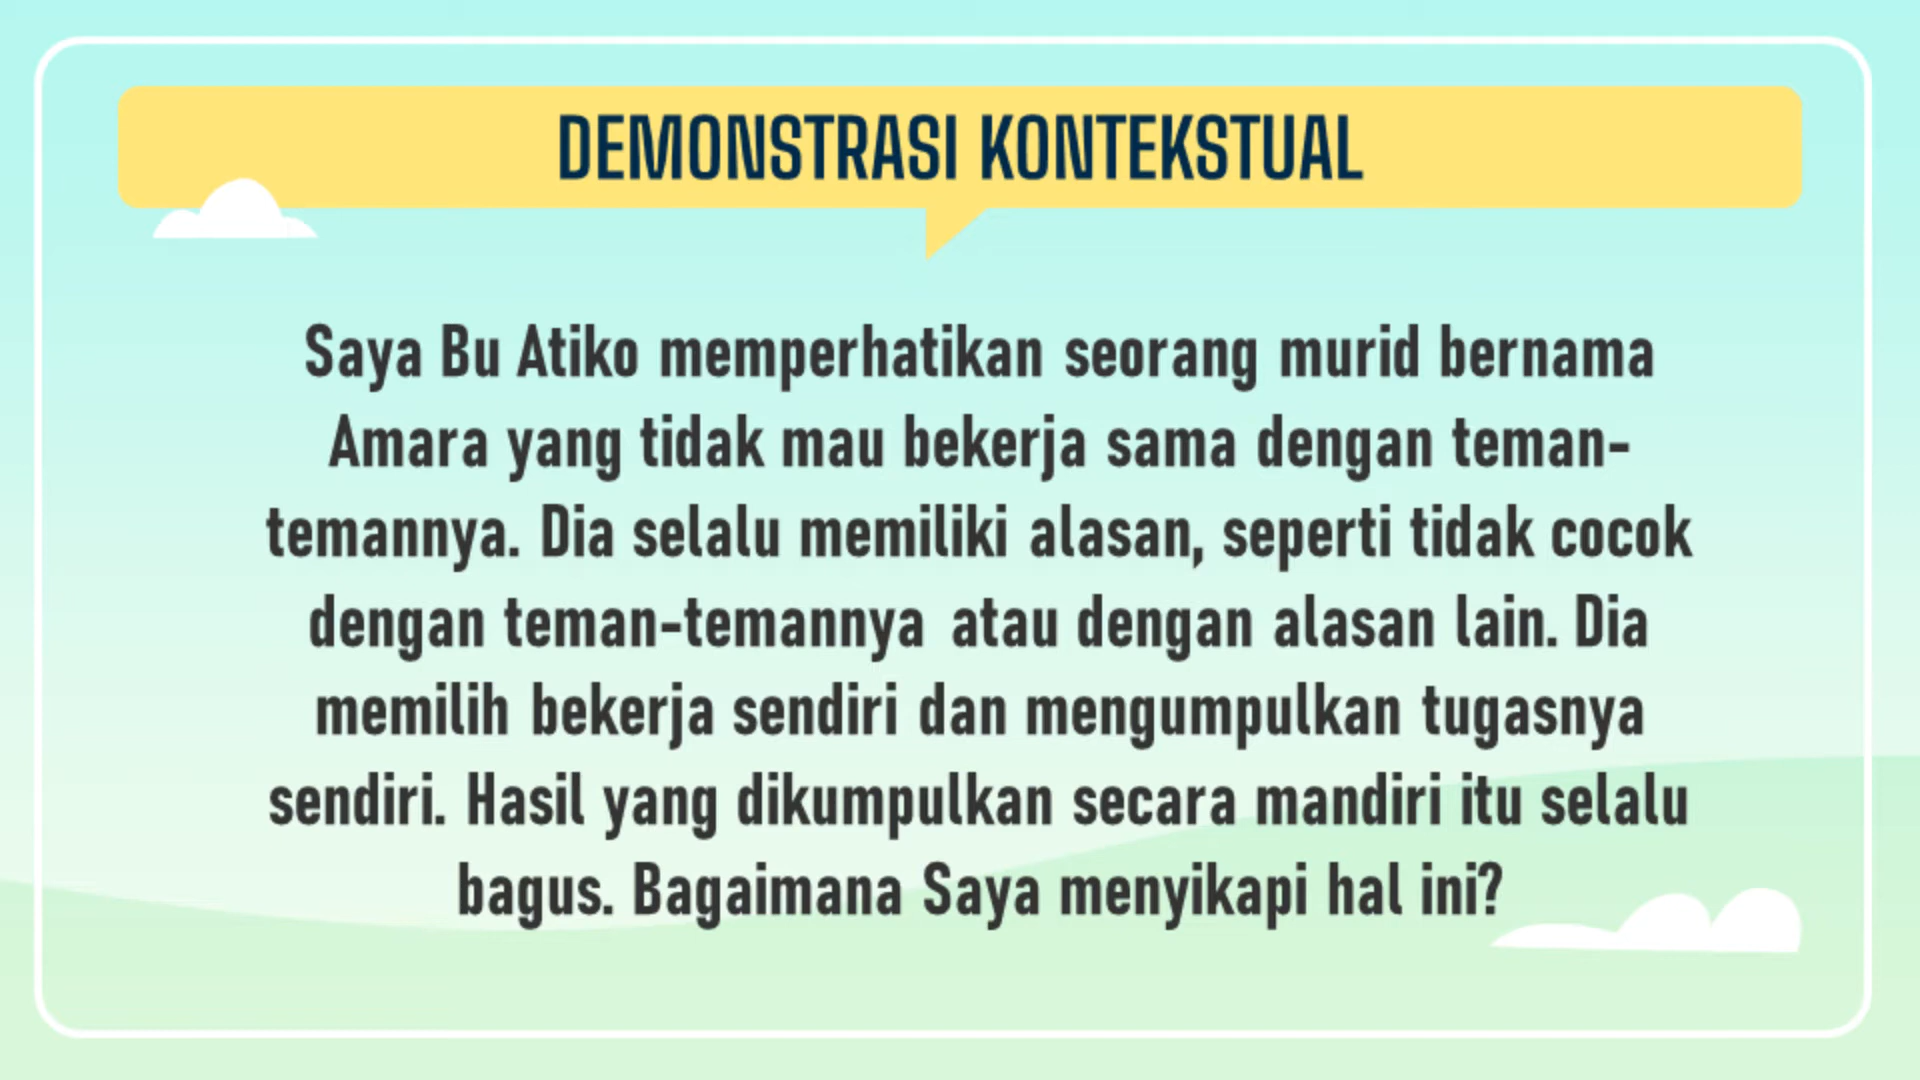 DEMONSTRASI KONTEKSTUAL
Saya Bu Atiko memperhatikan seorang murid bernama
Amara yang tidak mau bekerja sama dengan teman-
temannya. Dia selalu memiliki alasan, seperti tidak cocok
dengan teman-temannya atau dengan alasan lain. Dia
memilih bekerja sendiri dan mengumpulkan tugasnya
sendiri. Hasil yang dikumpulkan secara mandiri itu selalu
bagus. Bagaimana Saya menyikapi hal ini?